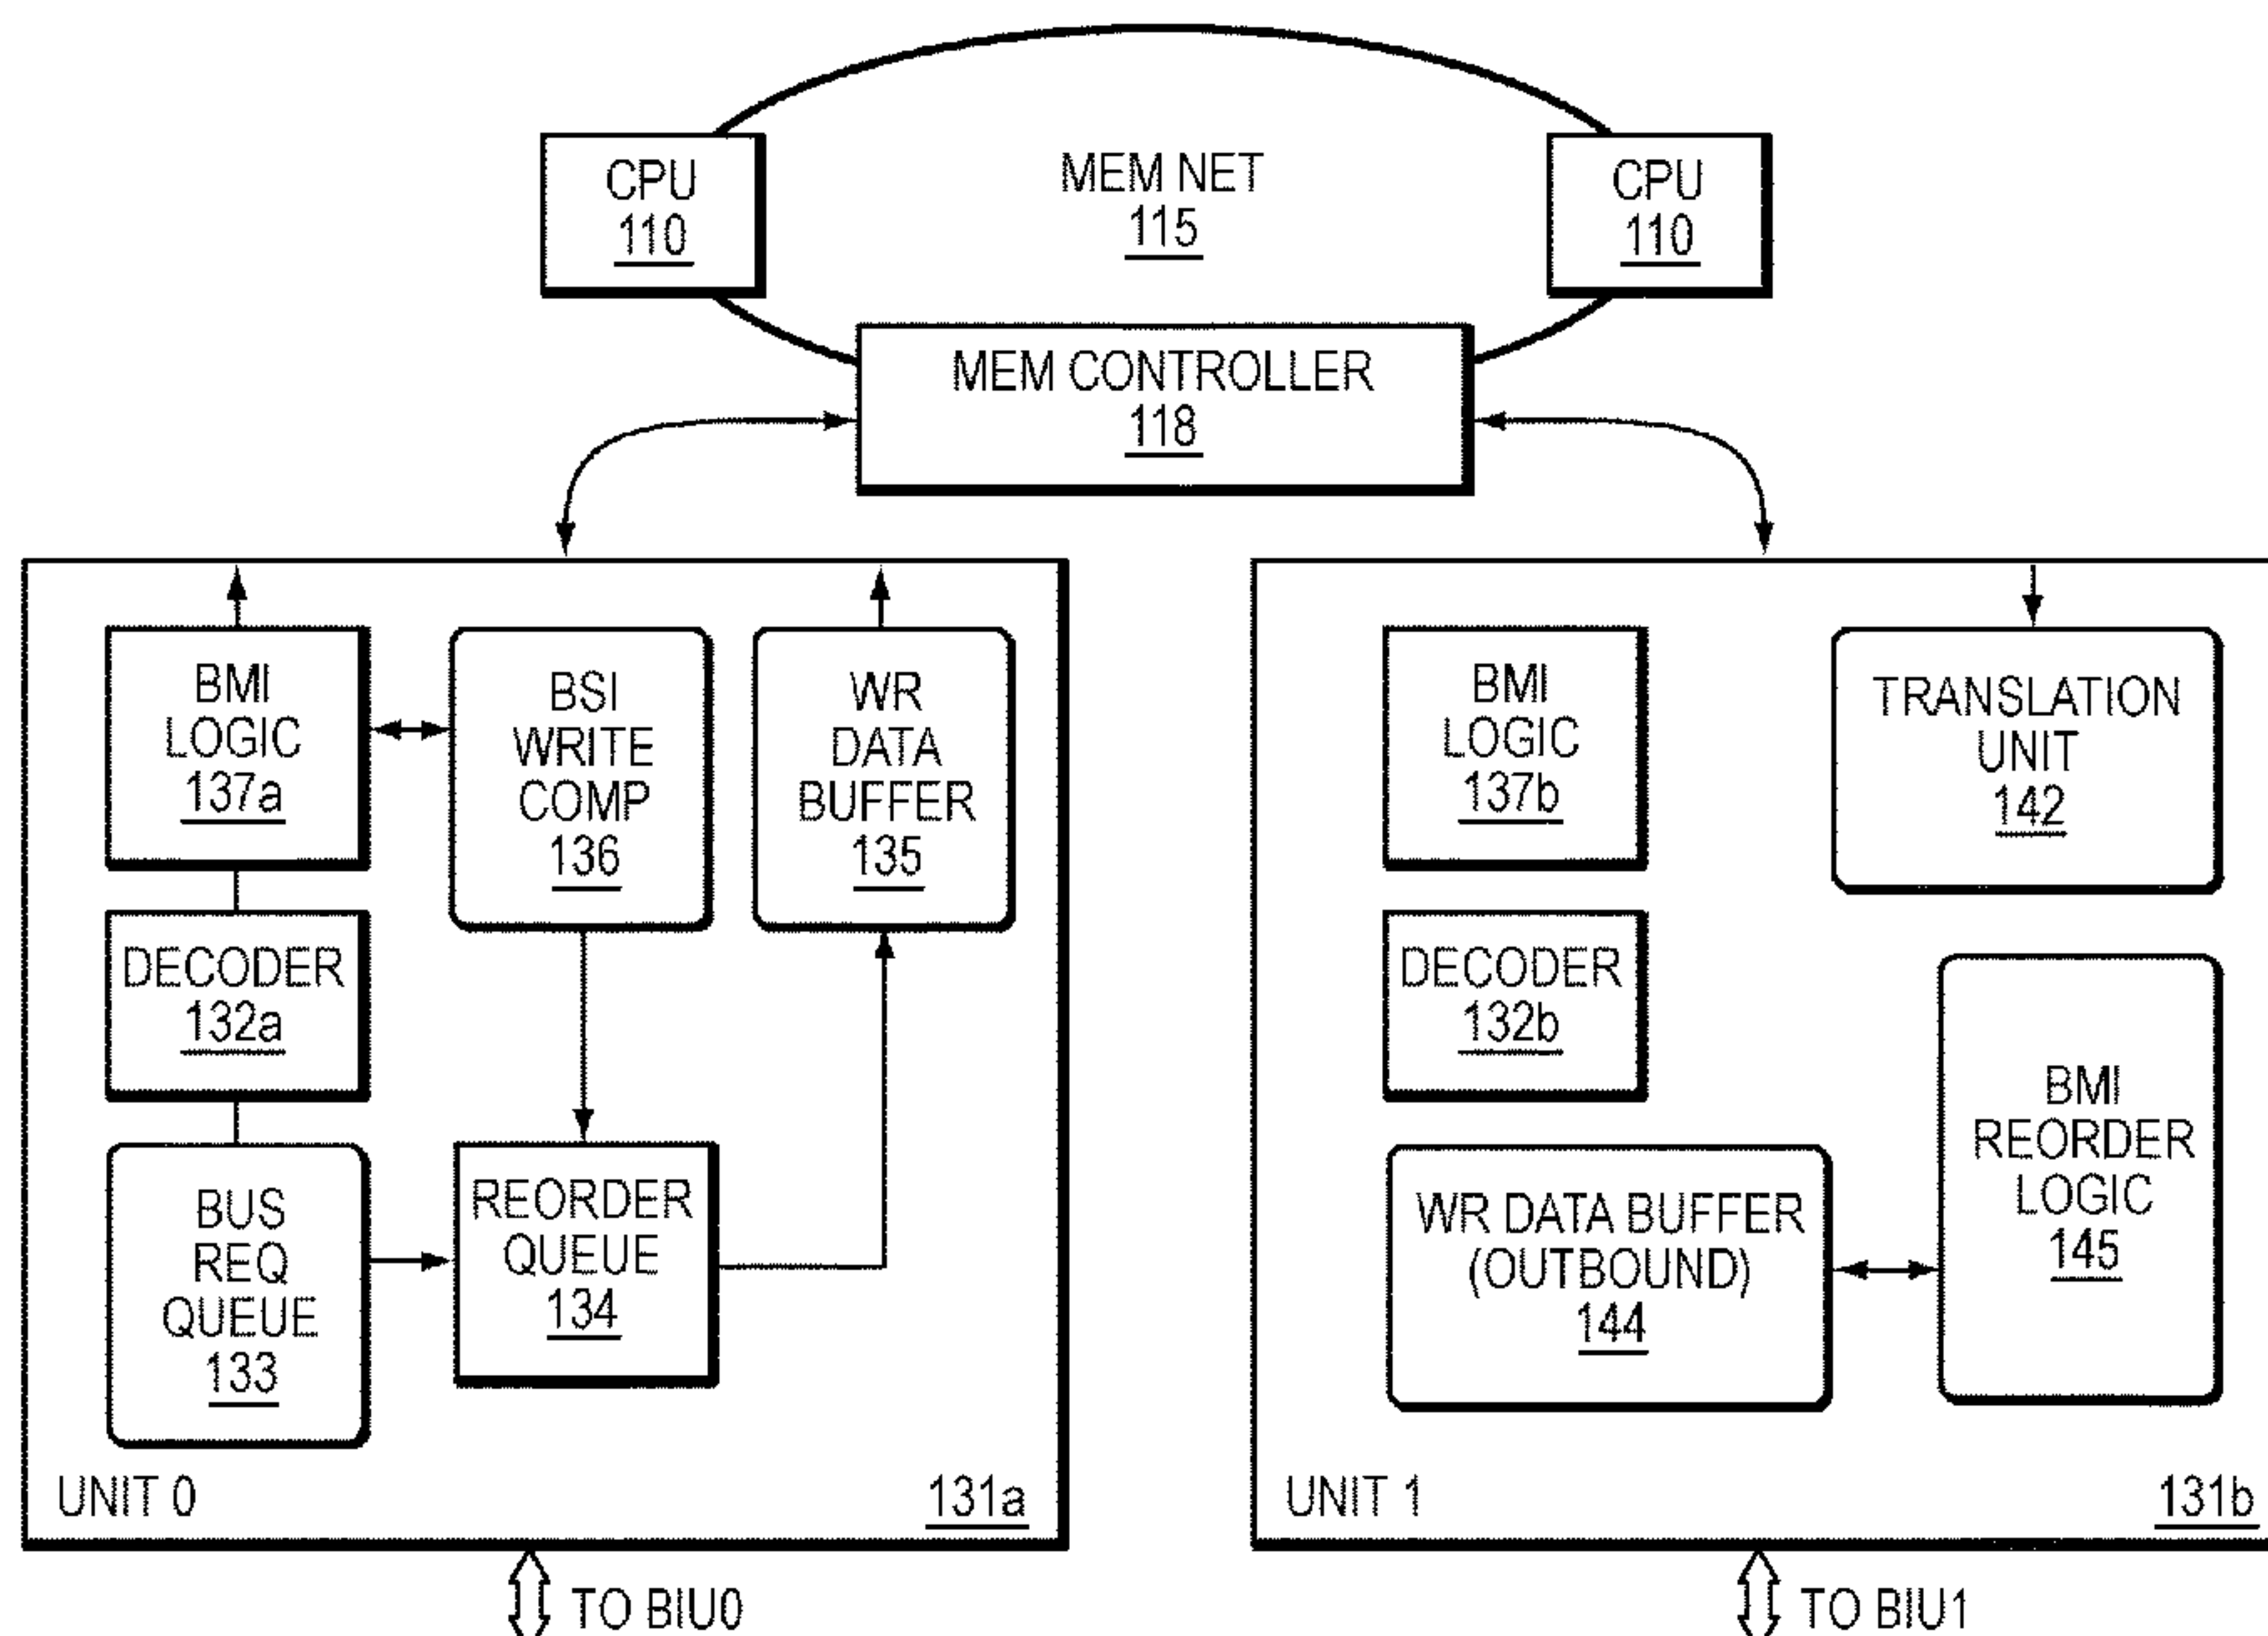 CPU
110
MEM NET
115
CPU
110
MEM CONTROLLER
118
BMI
LOGIC
137a
BSI
WRITE
COMP
136
WR
DATA
BUFFER
135
DECODER
132a
BUS
REQ
QUEUE
133
REORDER
QUEUE
134
UNIT 0
131a
TO BIU0
BMI
LOGIC
137b
TRANSLATION
UNIT
142
DECODER
132b
WR DATA BUFFER
(OUTBOUND)
144
BMI
REORDER
LOGIC
145
UNIT 1
131b
TO BIU1